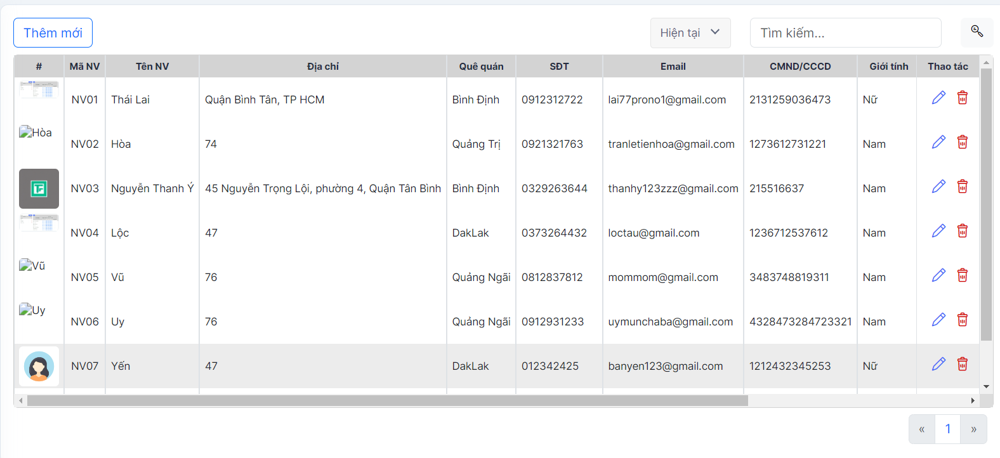 Thêm mới
Hiện tại
Tìm kiếm...
# Mã NV Tên NV Địa chỉ Quê quán SĐT Email CMND/CCCD Giới tính Thao tác
NV01 Thái Lai Quận Bình Tân, TP HCM Bình Định 0912312722 lai77prono1@gmail.com 2131259036473 Nữ
Hòa NV02 Hòa 74 Quảng Trị 0921321763 tranletienhoa@gmail.com 1273612731221 Nam
TF NV03 Nguyễn Thanh Ý 45 Nguyễn Trọng Lội, phường 4, Quận Tân Bình Bình Định 0329263644 thanhy123zzz@gmail.com 215516637 Nam
NV04 Lộc 47 DakLak 0373264432 loctau@gmail.com 1236712537612 Nam
Vũ NV05 Vũ 76 Quảng Ngãi 0812837812 mommom@gmail.com 3483748819311 Nam
Uy NV06 Uy 76 Quảng Ngãi 0912931233 uymunchaba@gmail.com 4328473284723321 Nam
NV07 Yến 47 DakLak 012342425 banyen123@gmail.com 1212432345253 Nữ
« 1 »